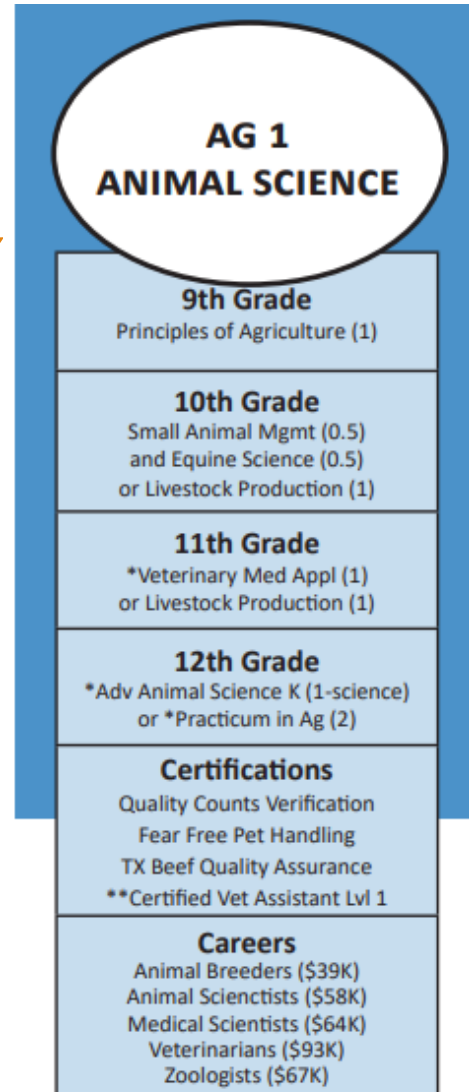 AG 1
ANIMAL SCIENCE
9th Grade
Principles of Agriculture (1)
10th Grade
Small Animal Mgmt (0.5)
and Equine Science (0.5)
or Livestock Production (1)
11th Grade
*Veterinary Med Appl (1)
or Livestock Production (1)
12th Grade
*Adv Animal Science K (1-science)
or *Practicum in Ag (2)
Certifications
Quality Counts Verification
Fear Free Pet Handling
TX Beef Quality Assurance
**Certified Vet Assistant Lvl 1
Careers
Animal Breeders ($39K)
Animal Scienctists ($58K)
Medical Scientists ($64K)
Veterinarians ($93K)
Zoologists ($67K)